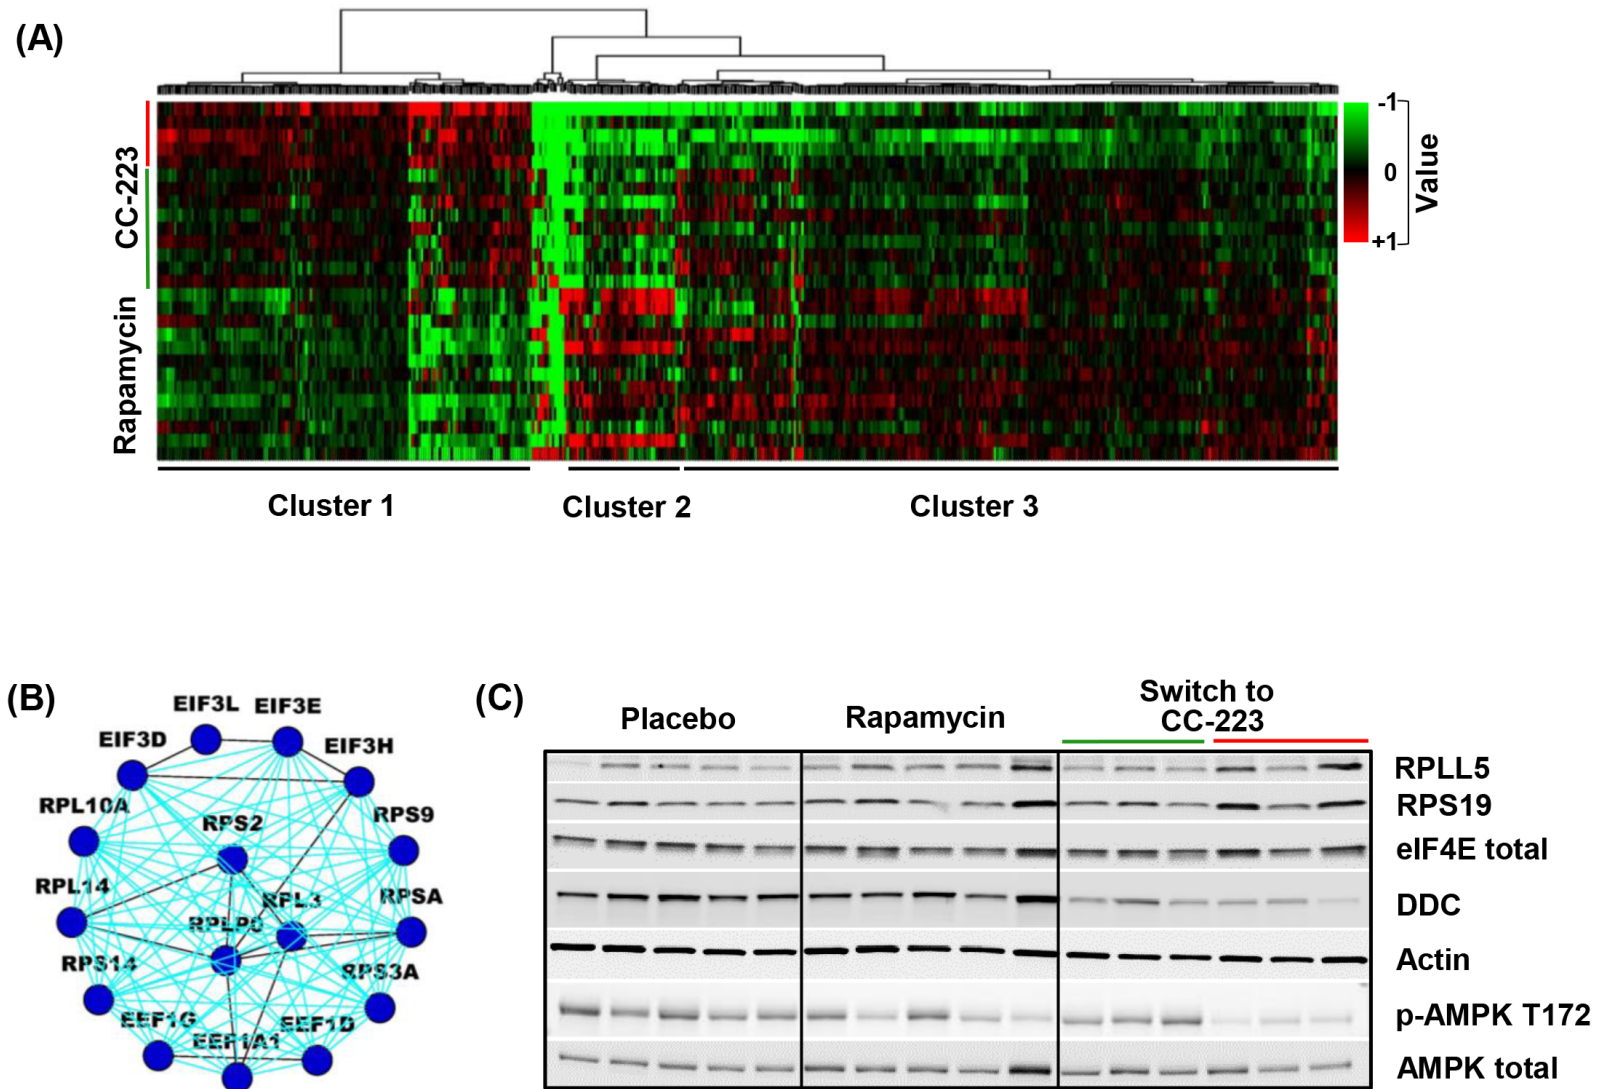 (A)
CC-223
Rapamycin
-1
0
+1
Value
Cluster 1
Cluster 2
Cluster 3
(B)
EIF3L
EIF3E
EIF3D
EIF3H
RPL10A
RPS2
RPS9
RPL14
RPL3
RPSA
RPLP0
RPS14
RPS3A
EEF1G
EEF1D
EEF1A1
(C)
Placebo
Rapamycin
Switch to
CC-223
RPLL5
RPS19
eIF4E total
DDC
Actin
p-AMPK T172
AMPK total